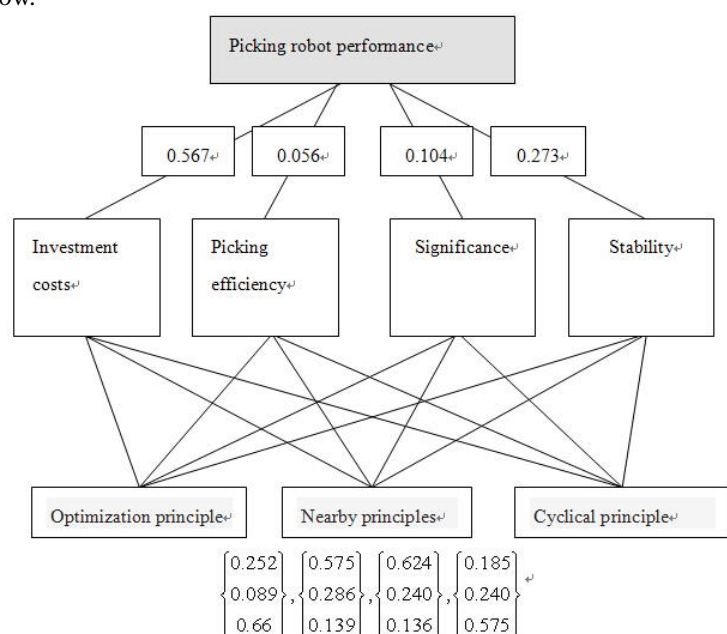 ow.
Picking robot performance↵
0.567↵ 0.056↵ 0.104↵ 0.273↵
Investment
costs↵
Picking
efficiency↵
Significance↵
Stability↵
Optimization principle↵ Nearby principles↵ Cyclical principle↵
{0.252},{0.575},{0.624},{0.185}↵
{0.089},{0.286},{0.240},{0.240}
{0.66},{0.139},{0.136},{0.575}